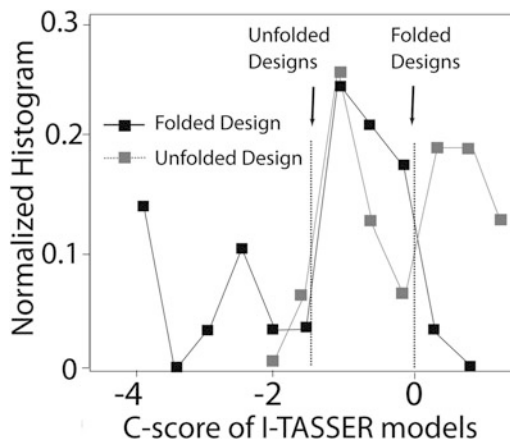 0.3
Unfolded
Designs
Folded
Designs
Folded Design
Unfolded Design
0.2
0.1
0
Normalized Histogram
-4
-2
0
C-score of I-TASSER models